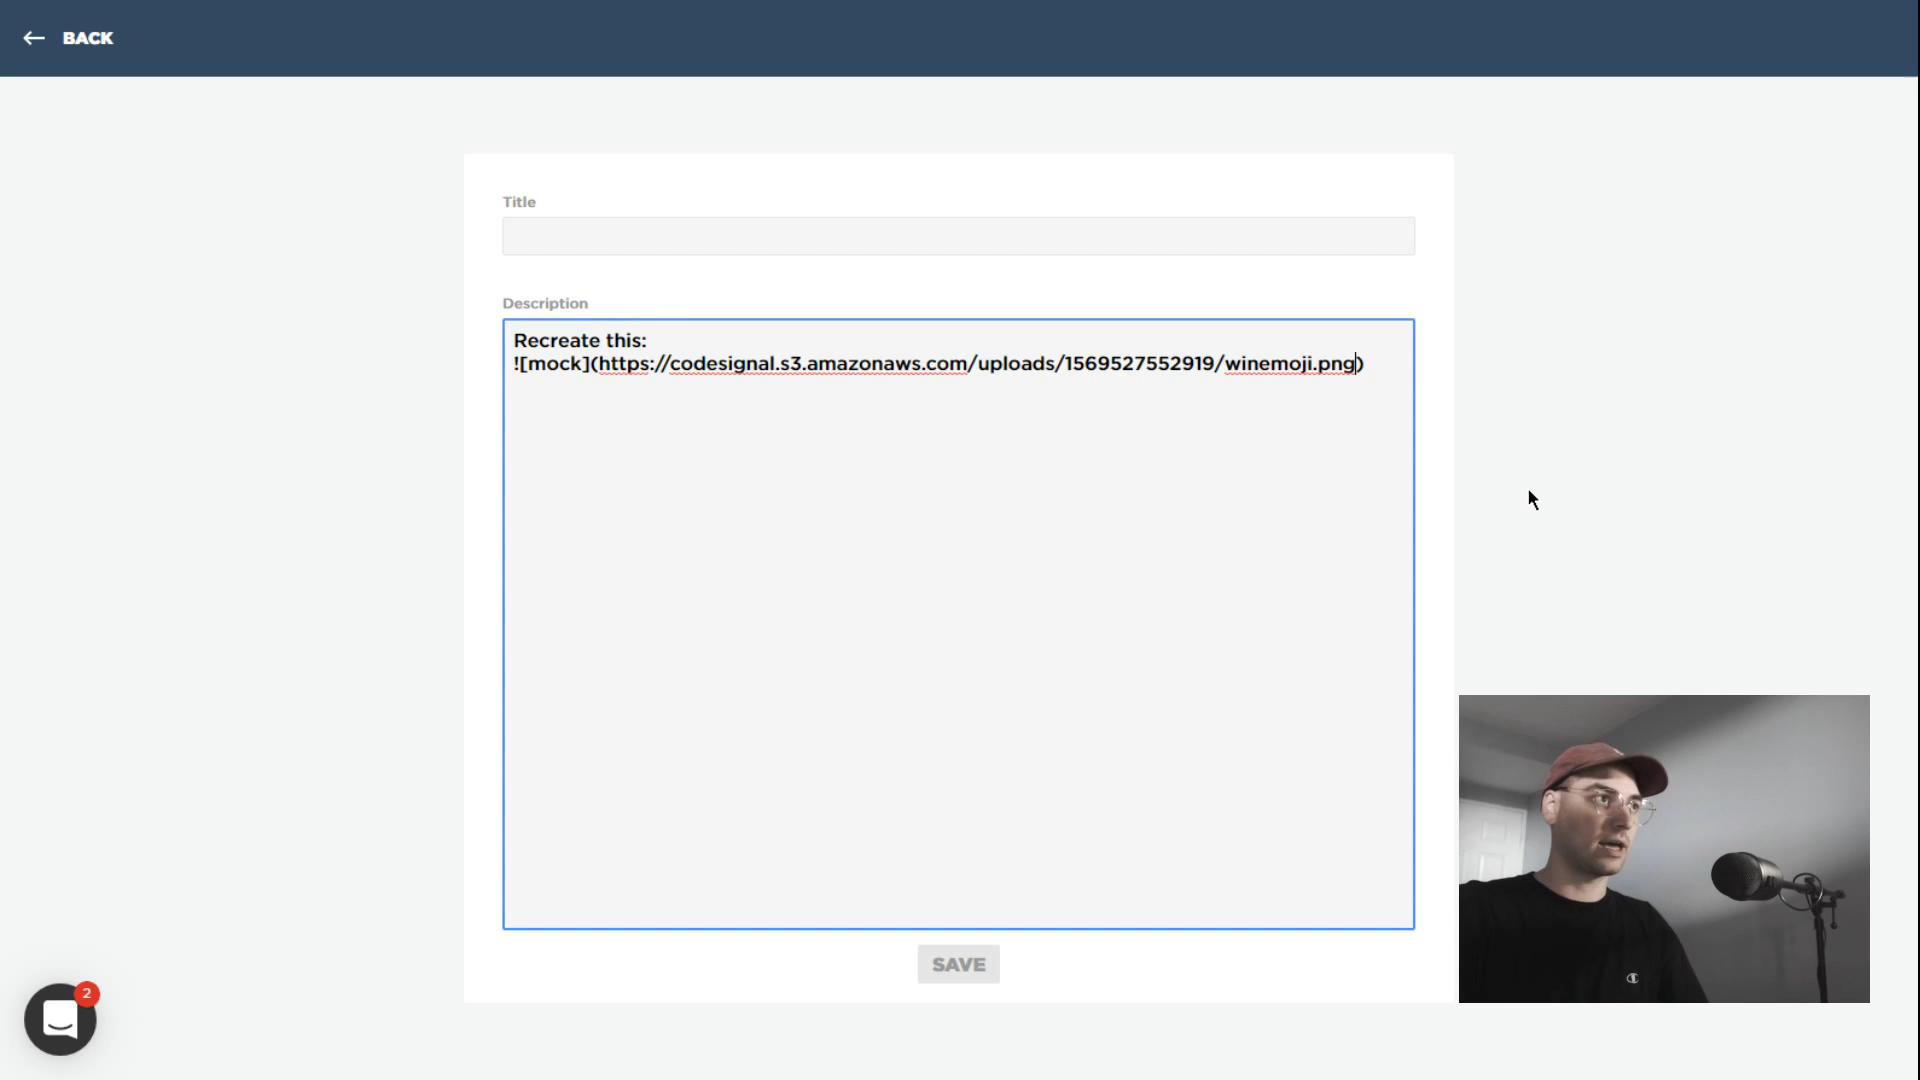 BACK
Title
Description
Recreate this:
![mock](https://codesignal.s3.amazonaws.com/uploads/1569527552919/winemoji.png)
SAVE
2